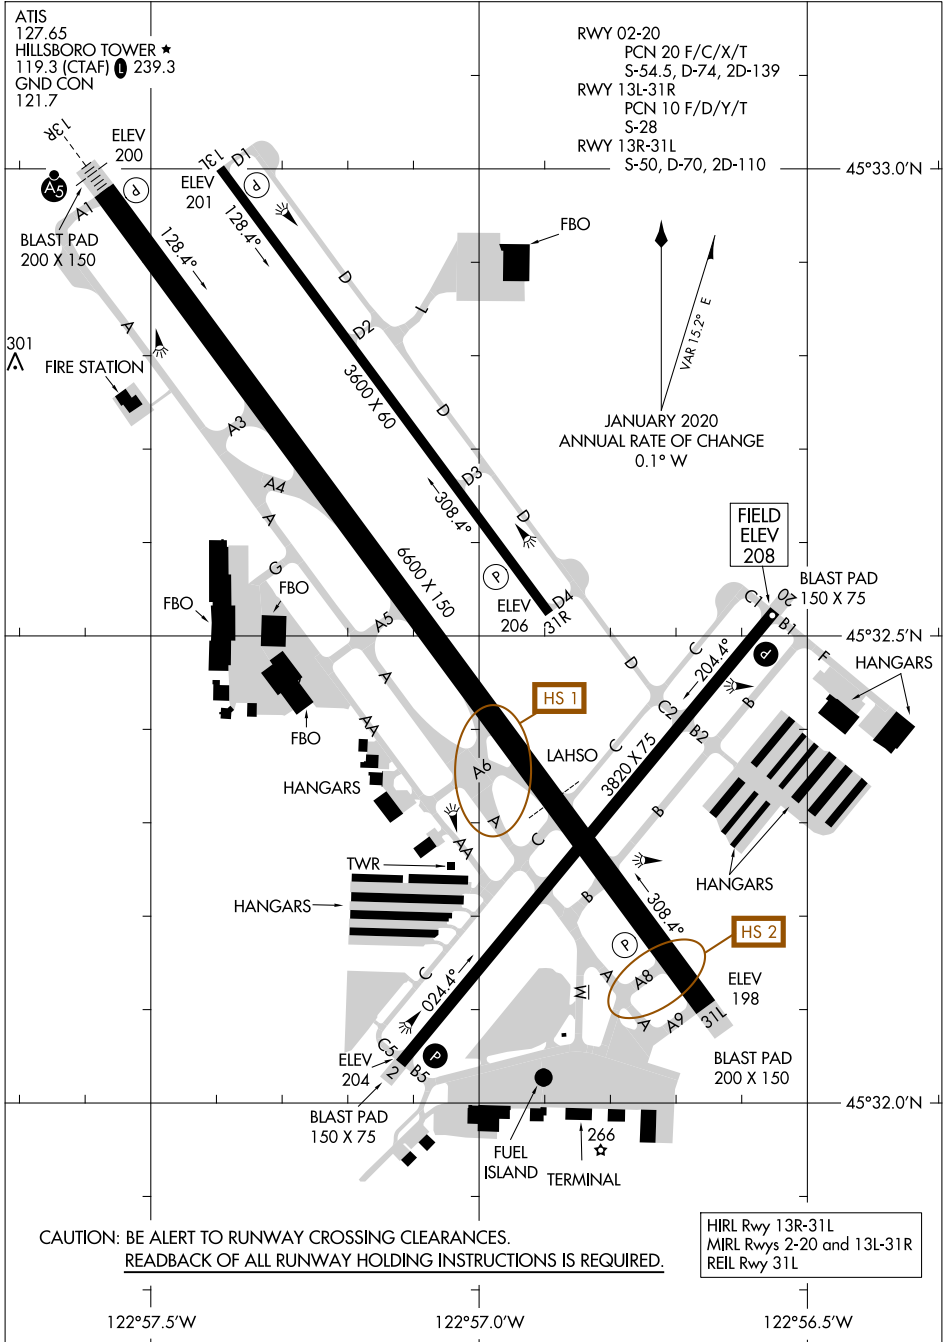 ATIS
127.65
HILLSBORO TOWER ★
119.3 (CTAF) L 239.3
GND CON
121.7
RWY 02-20
PCN 20 F/C/X/T
S-54.5, D-74, 2D-139
RWY 13L-31R
PCN 10 F/D/Y/T
S-28
RWY 13R-31L
S-50, D-70, 2D-110
13R
ELEV
200
A5
P
A1
BLAST PAD
200 X 150
128.4°
13L
D1
ELEV
201
P
128.4°
45°33.0'N
FBO
D
L
D2
VAR 15.2° E
JANUARY 2020
ANNUAL RATE OF CHANGE
0.1° W
301
A
FIRE STATION
3600 X 60
D
A3
A4
D3
308.4°
D
A
FIELD
ELEV
208
6600 X 150
G
FBO
FBO
P
ELEV
206
D4
31R
BLAST PAD
150 X 75
20
C1
B1
45°32.5'N
A5
C
F
P
HANGARS
D
204.4°
A
HS 1
AA
FBO
C2
B
B2
C
LAHSO
3820 X 75
A6
HANGARS
A
AA
C
B
TWR
HANGARS
HANGARS
B
308.4°
HS 2
P
C
024.4°
A
A8
ELEV
198
W
A
A9
31L
C5
P
ELEV
204
2
B5
BLAST PAD
200 X 150
45°32.0'N
BLAST PAD
150 X 75
FUEL
ISLAND
266
TERMINAL
CAUTION: BE ALERT TO RUNWAY CROSSING CLEARANCES.
READBACK OF ALL RUNWAY HOLDING INSTRUCTIONS IS REQUIRED.
HIRL Rwy 13R-31L
MIRL Rwys 2-20 and 13L-31R
REIL Rwy 31L
122°57.5'W
122°57.0'W
122°56.5'W